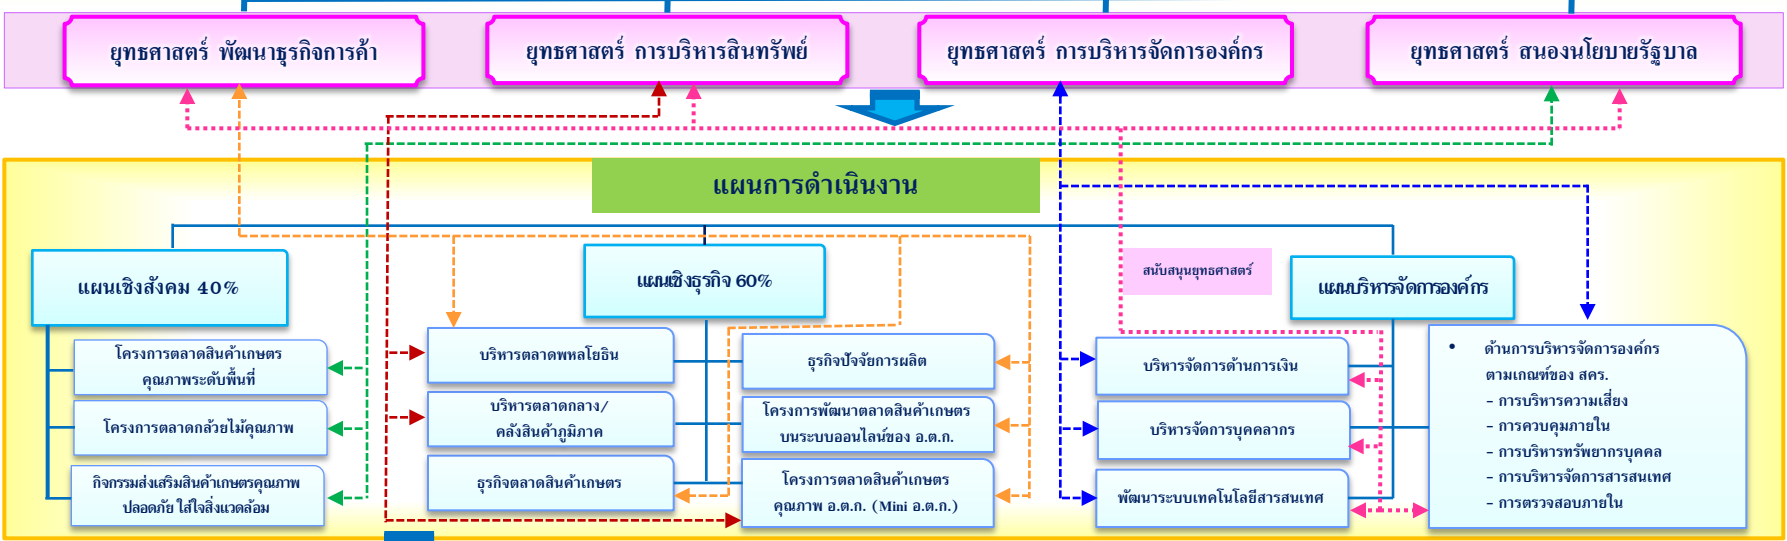 ยุทธศาสตร์ พัฒนาธุรกิจการค้า
ยุทธศาสตร์ การบริหารสินทรัพย์
ยุทธศาสตร์ การบริหารจัดการองค์กร
ยุทธศาสตร์ สนองนโยบายรัฐบาล
แผนการดำเนินงาน
แผนเชิงสังคม 40%
แผนเชิงธุรกิจ 60%
สนับสนุนยุทธศาสตร์
แผนบริหารจัดการองค์กร
โครงการตลาดสินค้าเกษตร
คุณภาพระดับพื้นที่
โครงการตลาดกล้วยไม้คุณภาพ
กิจกรรมส่งเสริมสินค้าเกษตรคุณภาพ
ปลอดภัย ใส่ใจสิ่งแวดล้อม
บริหารตลาดพหลโยธิน
บริหารตลาดกลาง/
คลังสินค้าภูมิภาค
ธุรกิจตลาดสินค้าเกษตร
ธุรกิจปัจจัยการผลิต
โครงการพัฒนาตลาดสินค้าเกษตร
บนระบบออนไลน์ของ อ.ต.ก.
โครงการตลาดสินค้าเกษตร
คุณภาพ อ.ต.ก. (Mini อ.ต.ก.)
บริหารจัดการด้านการเงิน
บริหารจัดการบุคคลากร
พัฒนาระบบเทคโนโลยีสารสนเทศ
• ด้านการบริหารจัดการองค์กร
ตามเกณฑ์ของ สคร.
- การบริหารความเสี่ยง
- การควบคุมภายใน
- การบริหารทรัพยากรบุคคล
- การบริหารจัดการสารสนเทศ
- การตรวจสอบภายใน